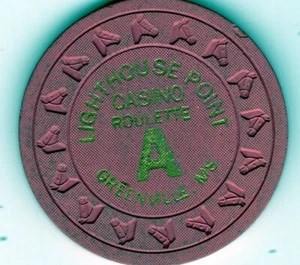 LIGHTHOUSE POINT
CASINO
ROULETTE
A
GREENVILLE MS